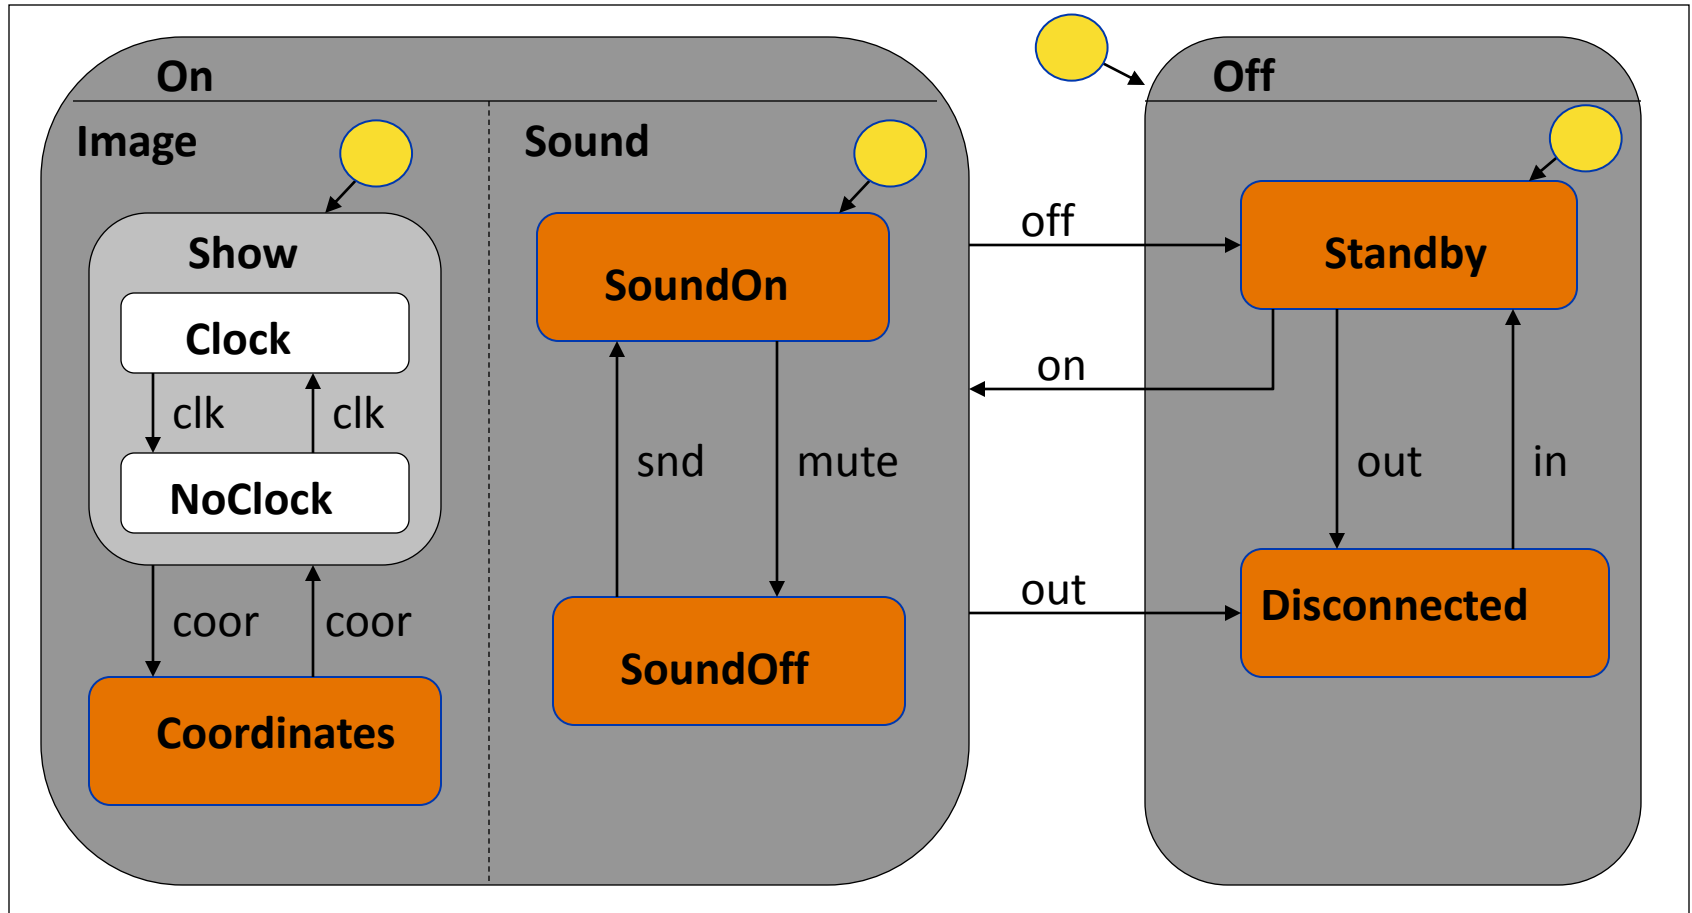 On
Image
Show
Clock
clk
clk
NoClock
coor
coor
Coordinates
Sound
SoundOn
snd
mute
SoundOff
off
on
out
Off
Standby
out
in
Disconnected